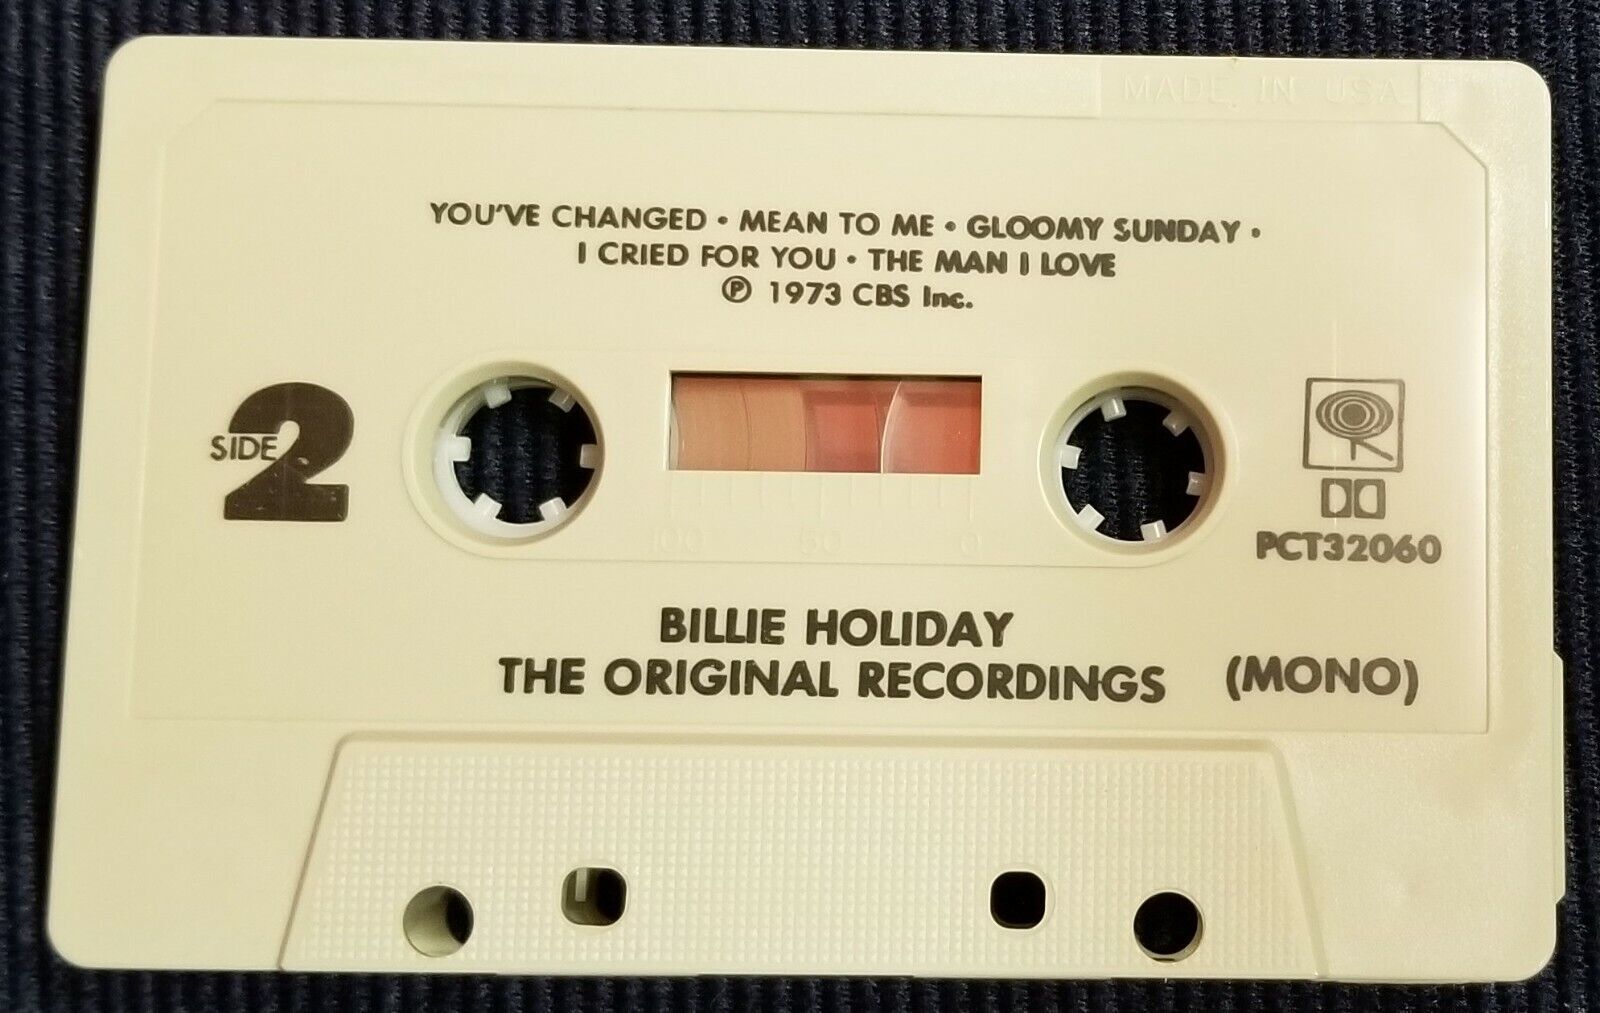 MADE IN USA
YOU'VE CHANGED • MEAN TO ME • GLOOMY SUNDAY •
I CRIED FOR YOU • THE MAN I LOVE
℗ 1973 CBS Inc.
SIDE 2
PCT32060
100 50 0
BILLIE HOLIDAY
THE ORIGINAL RECORDINGS (MONO)